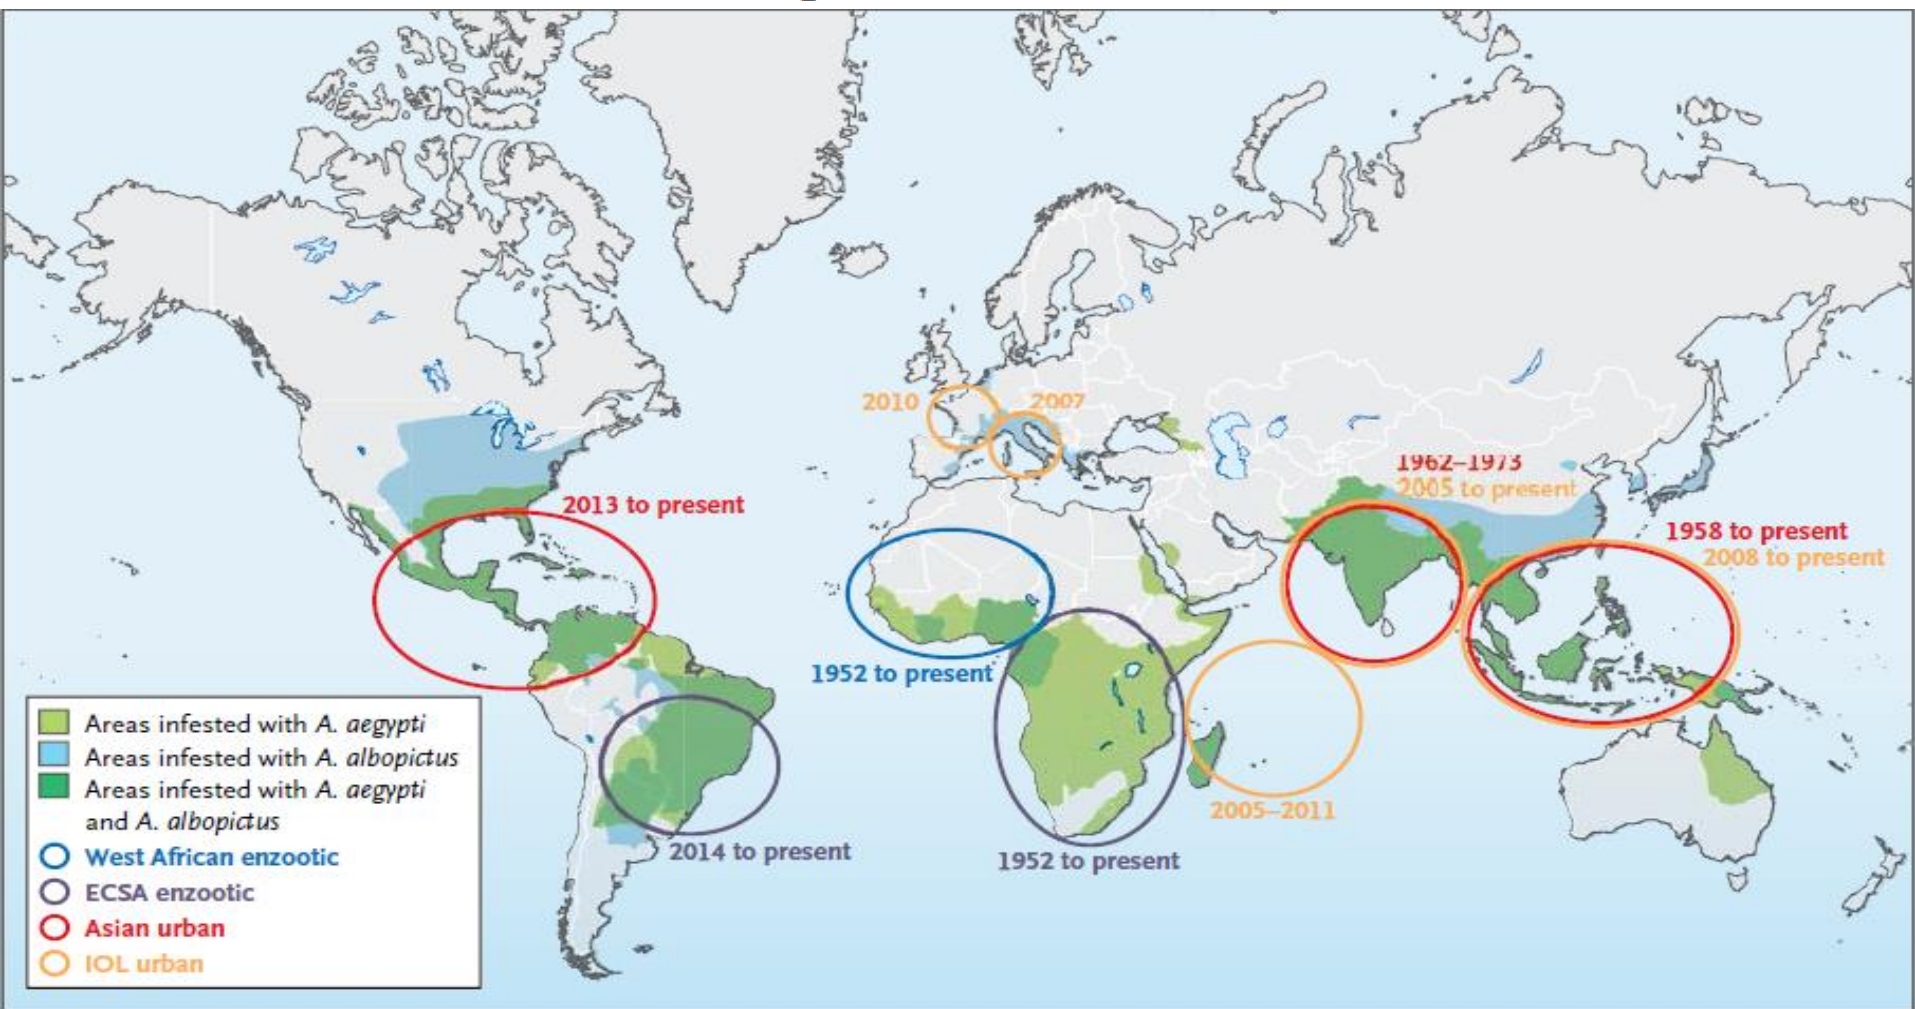 2010
2007
1962–1973
2005 to present
2013 to present
1958 to present
2008 to present
1952 to present
Areas infested with A. aegypti
Areas infested with A. albopictus
Areas infested with A. aegypti
and A. albopictus
West African enzootic
ECSA enzootic
Asian urban
IOL urban
2014 to present
1952 to present
2005–2011